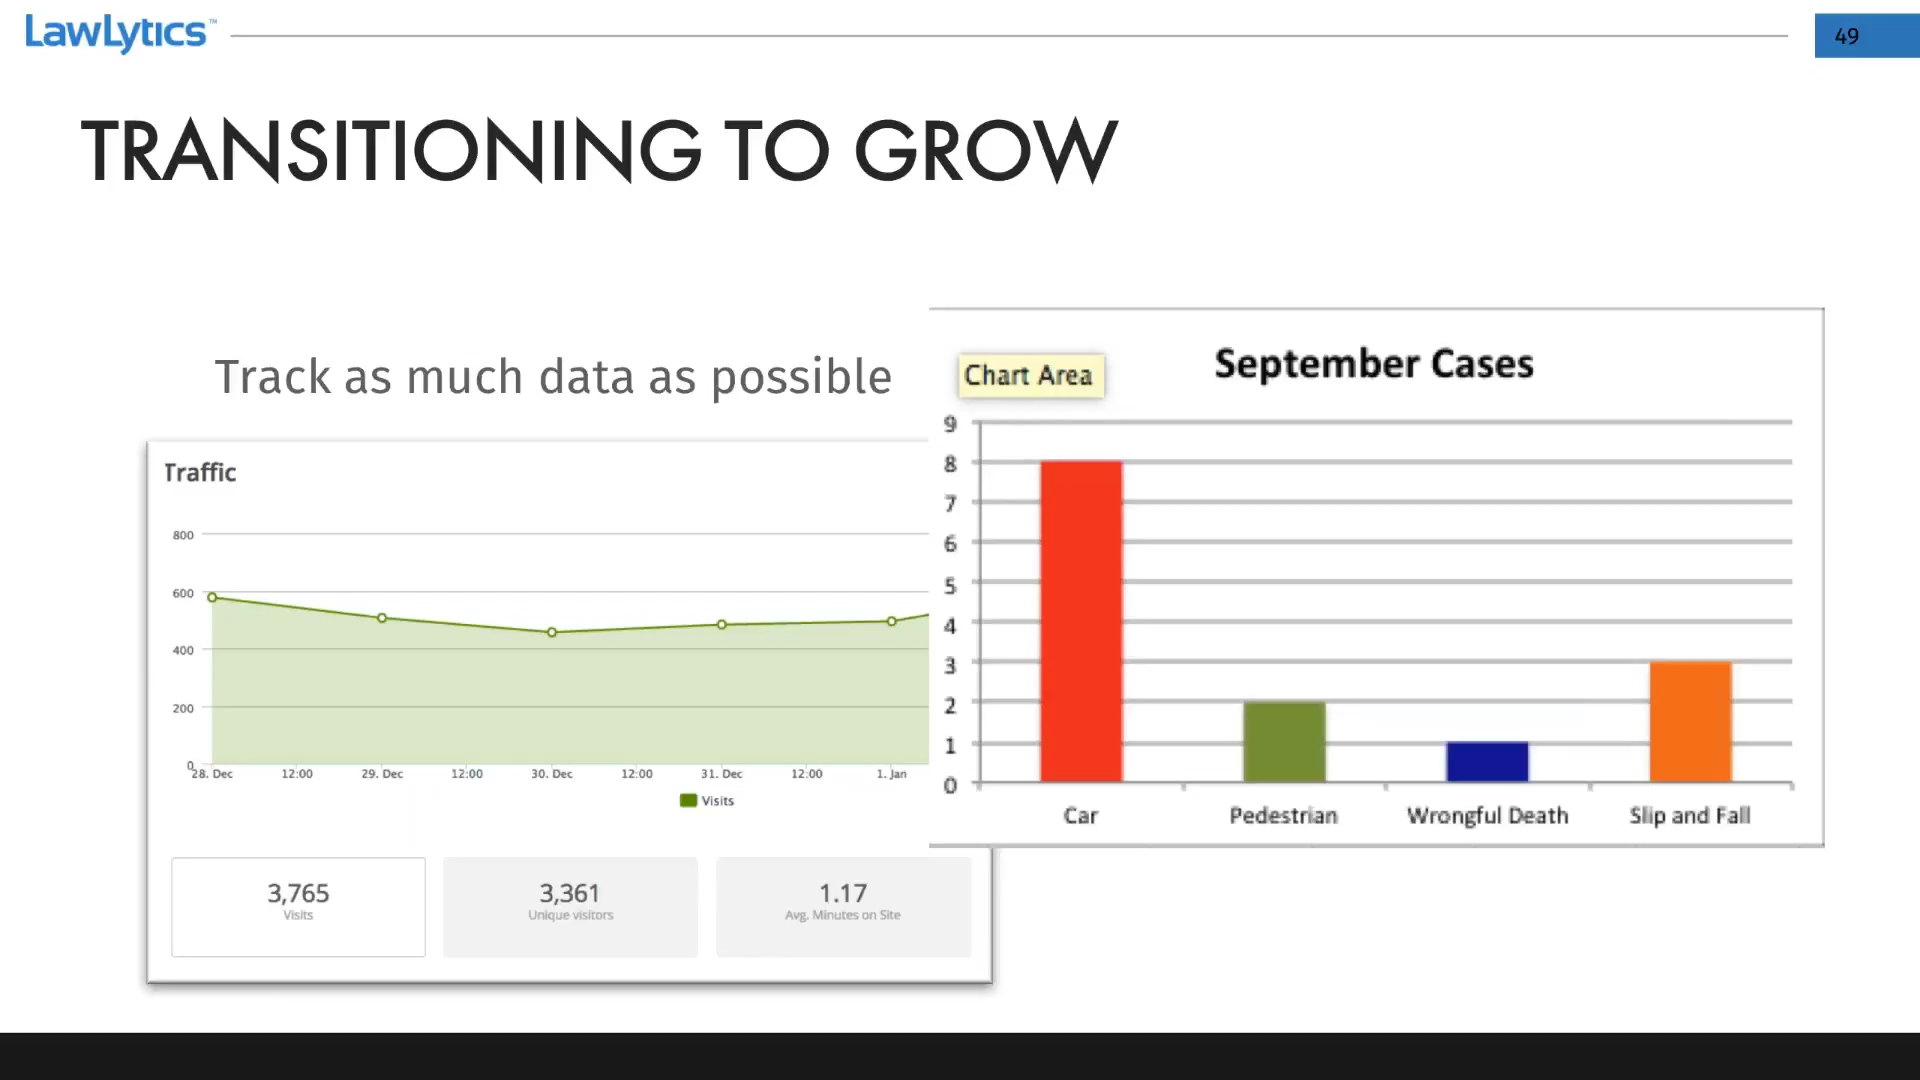 LawLytics™
49
TRANSITIONING TO GROW
Track as much data as possible
Traffic
800
600
400
200
0
28. Dec 12:00 29. Dec 12:00 30. Dec 12:00 31. Dec 12:00 1. Jan
Visits
3,765
Visits
3,361
Unique visitors
1.17
Avg. Minutes on Site
Chart Area
September Cases
9
8
7
6
5
4
3
2
1
0
Car Pedestrian Wrongful Death Slip and Fall